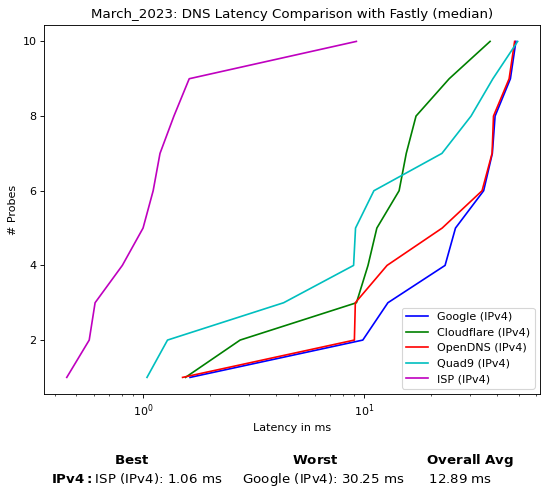 March_2023: DNS Latency Comparison with Fastly (median)
10
8
6
4
2
# Probes
10^0
10^1
Latency in ms
Google (IPv4)
Cloudflare (IPv4)
OpenDNS (IPv4)
Quad9 (IPv4)
ISP (IPv4)
Best Worst Overall Avg
IPv4: ISP (IPv4): 1.06 ms Google (IPv4): 30.25 ms 12.89 ms